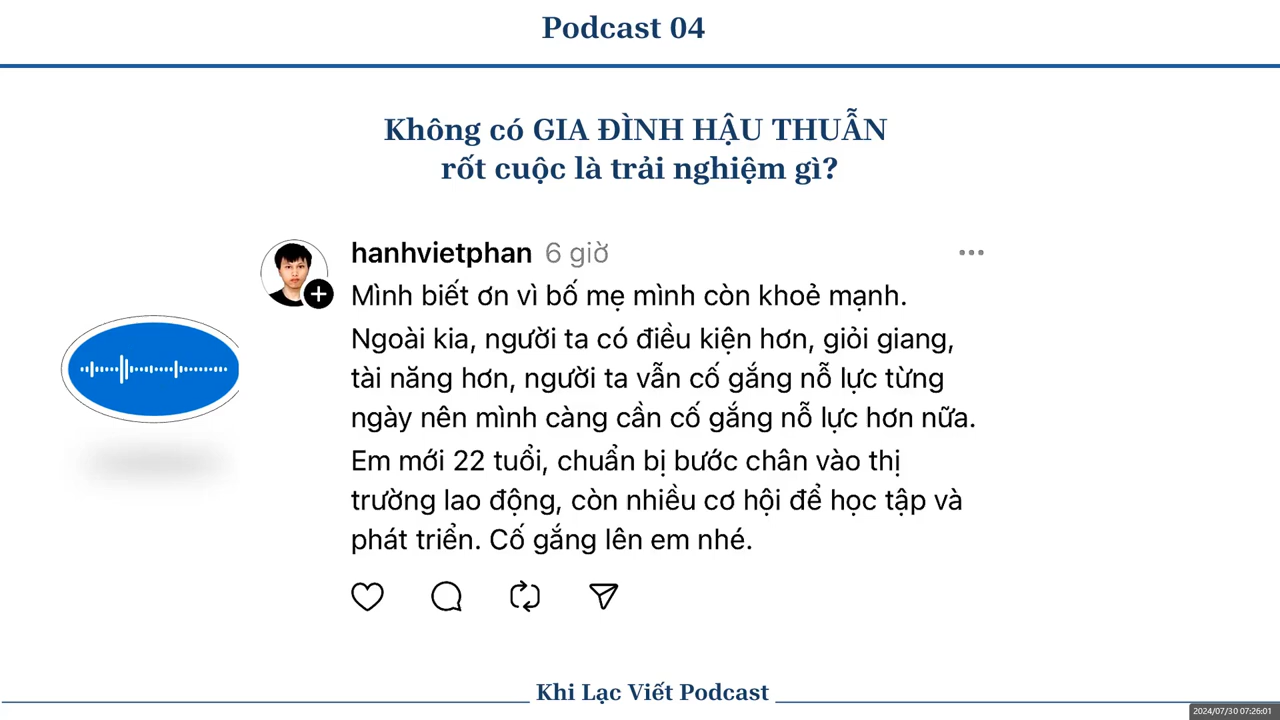 Podcast 04
Không có GIA ĐÌNH HẬU THUẪN
rốt cuộc là trải nghiệm gì?
hanhvietphan 6 giờ
Mình biết ơn vì bố mẹ mình còn khoẻ mạnh.
Ngoài kia, người ta có điều kiện hơn, giỏi giang,
tài năng hơn, người ta vẫn cố gắng nỗ lực từng
ngày nên mình càng cần cố gắng nỗ lực hơn nữa.
Em mới 22 tuổi, chuẩn bị bước chân vào thị
trường lao động, còn nhiều cơ hội để học tập và
phát triển. Cố gắng lên em nhé.
Khi Lạc Viết Podcast
2024/07/30 07:26:01